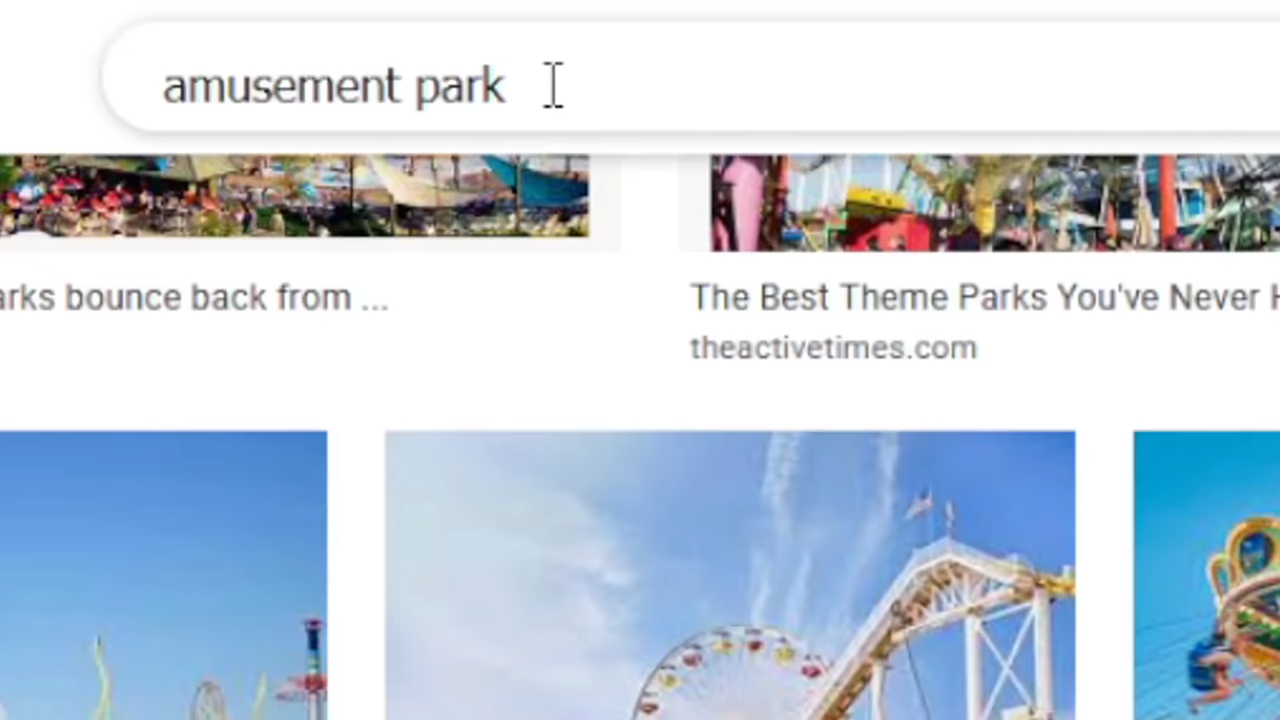 amusement park
arks bounce back from ...
The Best Theme Parks You've Never H
theactivetimes.com